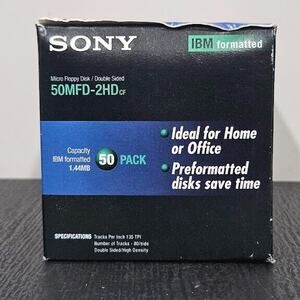 SONY
IBM formatted
Micro Floppy Disk / Double Sided
50MFD-2HD CF
Capacity
IBM formatted
1.44MB
50 PACK
Ideal for Home
or Office
Preformatted
disks save time
SPECIFICATIONS Tracks Per Inch 135 TPI
Number of Tracks - 80/side
Double Sided/High Density